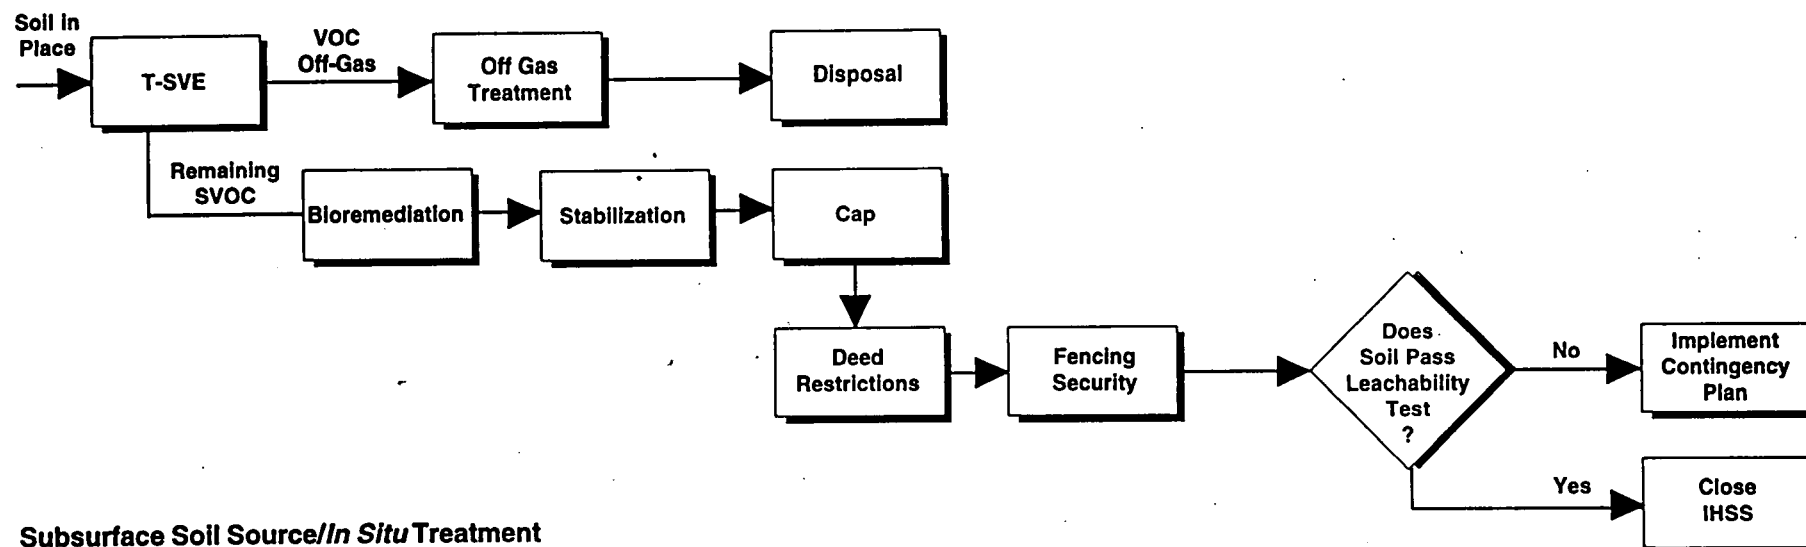 Soil in
Place
T-SVE
VOC
Off-Gas
Off Gas
Treatment
Disposal
Remaining
SVOC
Bioremediation
Stabilization
Cap
Deed
Restrictions
Fencing
Security
Does
Soil Pass
Leachability
Test
?
No
Implement
Contingency
Plan
Yes
Close
IHSS
Subsurface Soil Source/In Situ Treatment